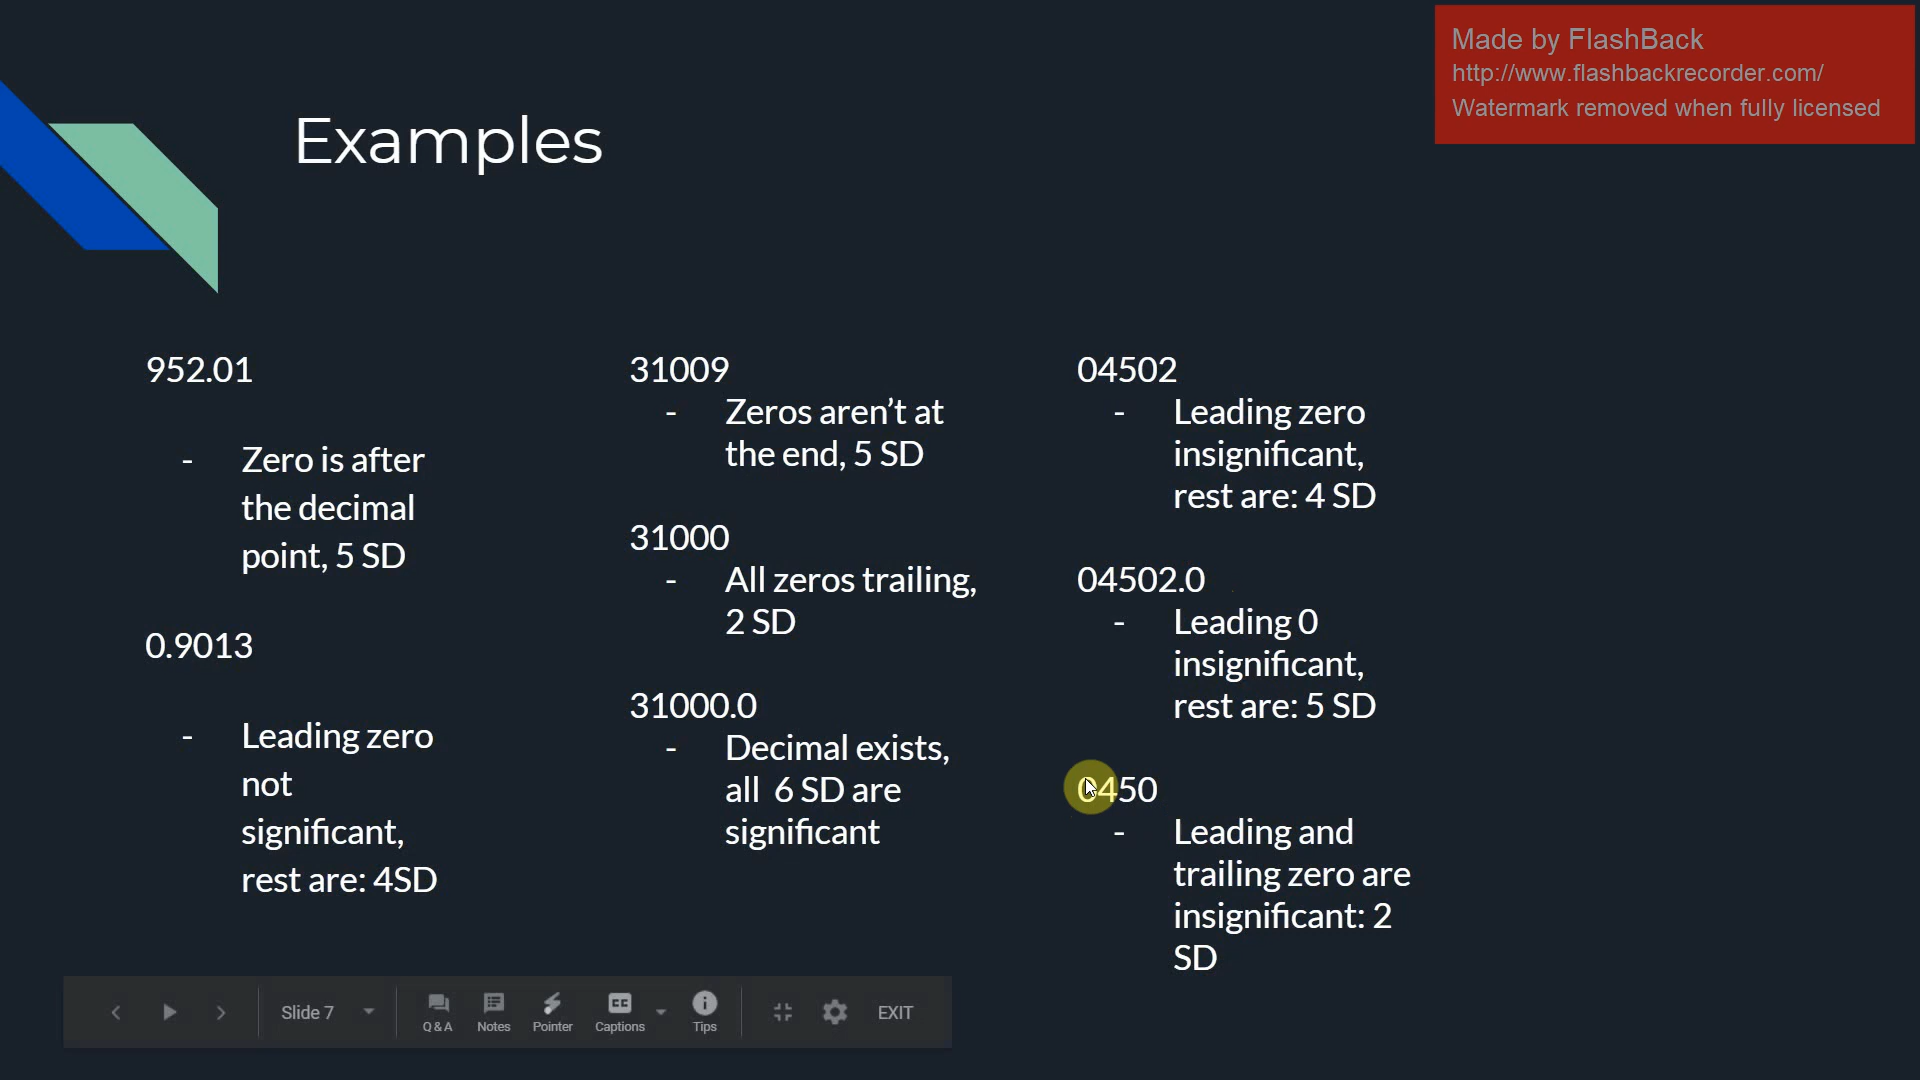 Made by FlashBack
http://www.flashbackrecorder.com/
Watermark removed when fully licensed
Examples
952.01
- Zero is after
the decimal
point, 5 SD
0.9013
- Leading zero
not
significant,
rest are: 4SD
31009
- Zeros aren’t at
the end, 5 SD
31000
- All zeros trailing,
2 SD
31000.0
- Decimal exists,
all 6 SD are
significant
04502
- Leading zero
insignificant,
rest are: 4 SD
04502.0
- Leading 0
insignificant,
rest are: 5 SD
0450
- Leading and
trailing zero are
insignificant: 2
SD
Slide 7
Q & A
Notes
Pointer
CC
Captions
Tips
EXIT